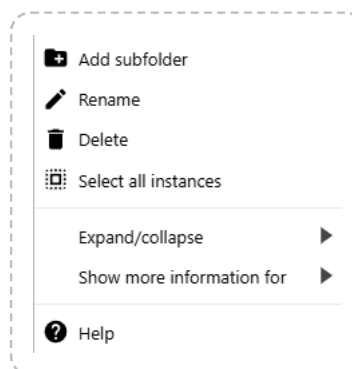 Add subfolder
Rename
Delete
Select all instances
Expand/collapse
Show more information for
Help